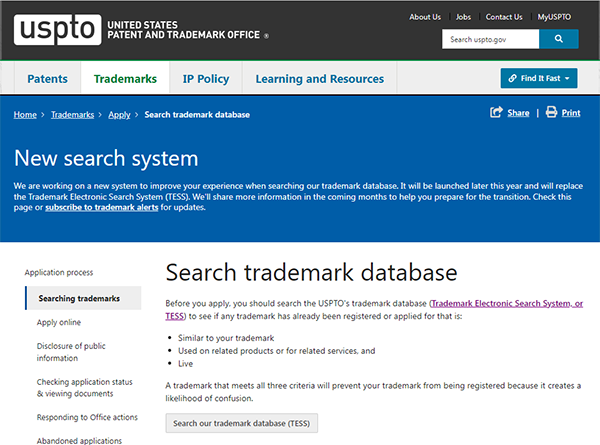 About Us | Jobs | Contact Us | MyUSPTO
uspto
UNITED STATES
PATENT AND TRADEMARK OFFICE ®
Search uspto.gov
Patents
Trademarks
IP Policy
Learning and Resources
Find It Fast
Home > Trademarks > Apply > Search trademark database
Share | Print
New search system
We are working on a new system to improve your experience when searching our trademark database. It will be launched later this year and will replace
the Trademark Electronic Search System (TESS). We'll share more information in the coming months to help you prepare for the transition. Check this
page or subscribe to trademark alerts for updates.
Application process
Searching trademarks
Apply online
Disclosure of public
information
Checking application status
& viewing documents
Responding to Office actions
Abandoned applications
Search trademark database
Before you apply, you should search the USPTO's trademark database (Trademark Electronic Search System, or
TESS) to see if any trademark has already been registered or applied for that is:
• Similar to your trademark
• Used on related products or for related services, and
• Live
A trademark that meets all three criteria will prevent your trademark from being registered because it creates a
likelihood of confusion.
Search our trademark database (TESS)